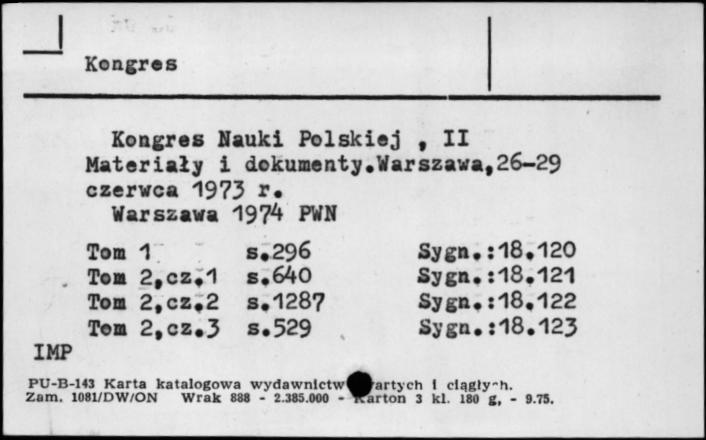 Kongres
Kongres Nauki Polskiej , II
Materiały i dokumenty.Warszawa,26-29
czerwca 1973 r.
Warszawa 1974 PWN
Tom 1 s.296 Sygn.:18.120
Tom 2,cz.1 s.640 Sygn.:18.121
Tom 2,cz.2 s.1287 Sygn.:18.122
Tom 2,cz.3 s.529 Sygn.:18.123
IMP
PU-B-143 Karta katalogowa wydawnictw i
Zam. 1081/DW/ON Wrak 888 - 2.385.000 - Karton 3 kl. 180 g, - 9.75.